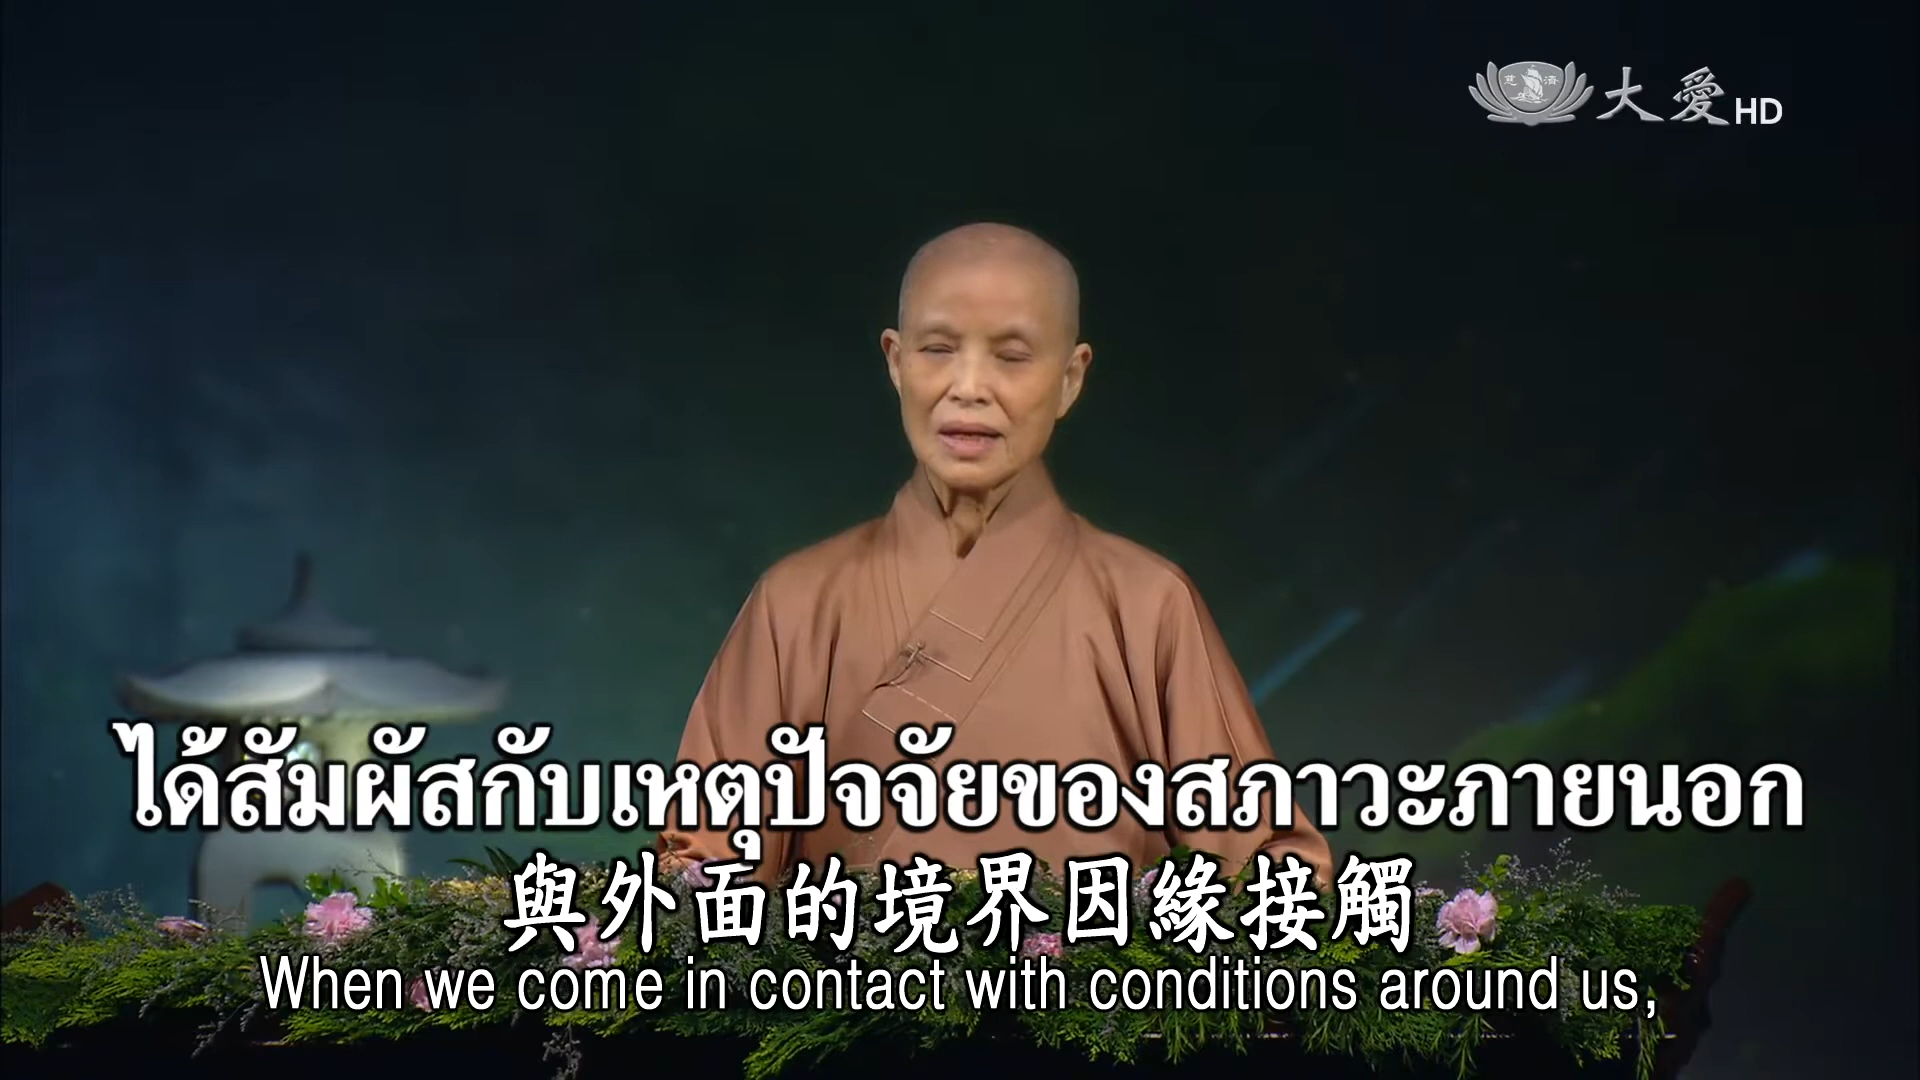 慈濟
大愛HD
ได้สัมผัสกับเหตุปัจจัยของสภาวะภายนอก
與外面的境界因緣接觸
When we come in contact with conditions around us,